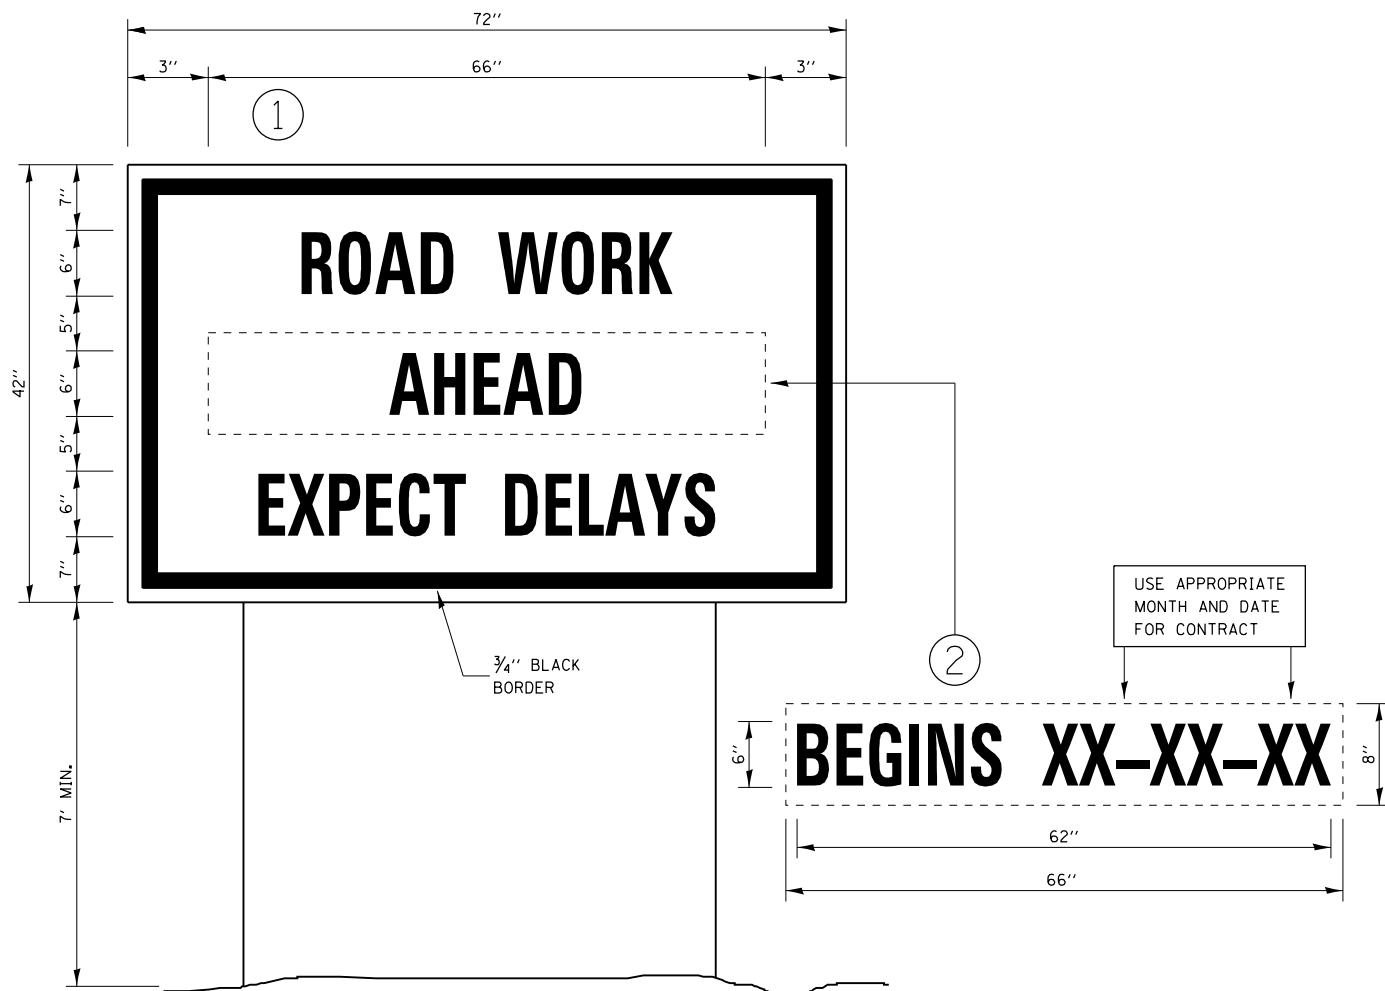 72''
3'' 66'' 3''
1
7''
6''
5''
6''
5''
6''
7''
42''
ROAD WORK
AHEAD
EXPECT DELAYS
3/4'' BLACK
BORDER
7' MIN.
2
USE APPROPRIATE
MONTH AND DATE
FOR CONTRACT
6''
BEGINS XX-XX-XX
8''
62''
66''